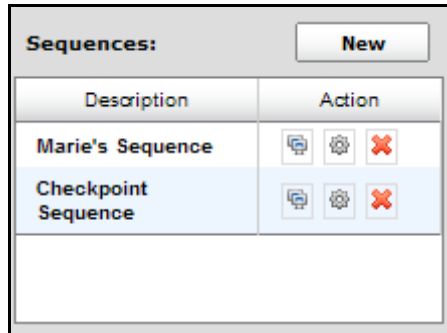 Sequences: New
Description Action
Marie's Sequence
Checkpoint
Sequence